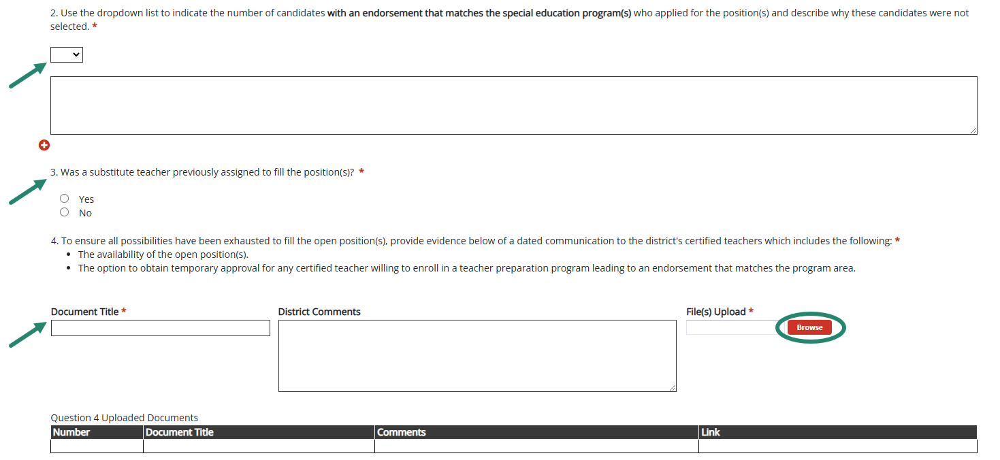 2. Use the dropdown list to indicate the number of candidates with an endorsement that matches the special education program(s) who applied for the position(s) and describe why these candidates were not
selected. *
3. Was a substitute teacher previously assigned to fill the position(s)? *
Yes
No
4. To ensure all possibilities have been exhausted to fill the open position(s), provide evidence below of a dated communication to the district's certified teachers which includes the following: *
• The availability of the open position(s).
• The option to obtain temporary approval for any certified teacher willing to enroll in a teacher preparation program leading to an endorsement that matches the program area.
Document Title * District Comments File(s) Upload *
Browse
Question 4 Uploaded Documents
Number Document Title Comments Link